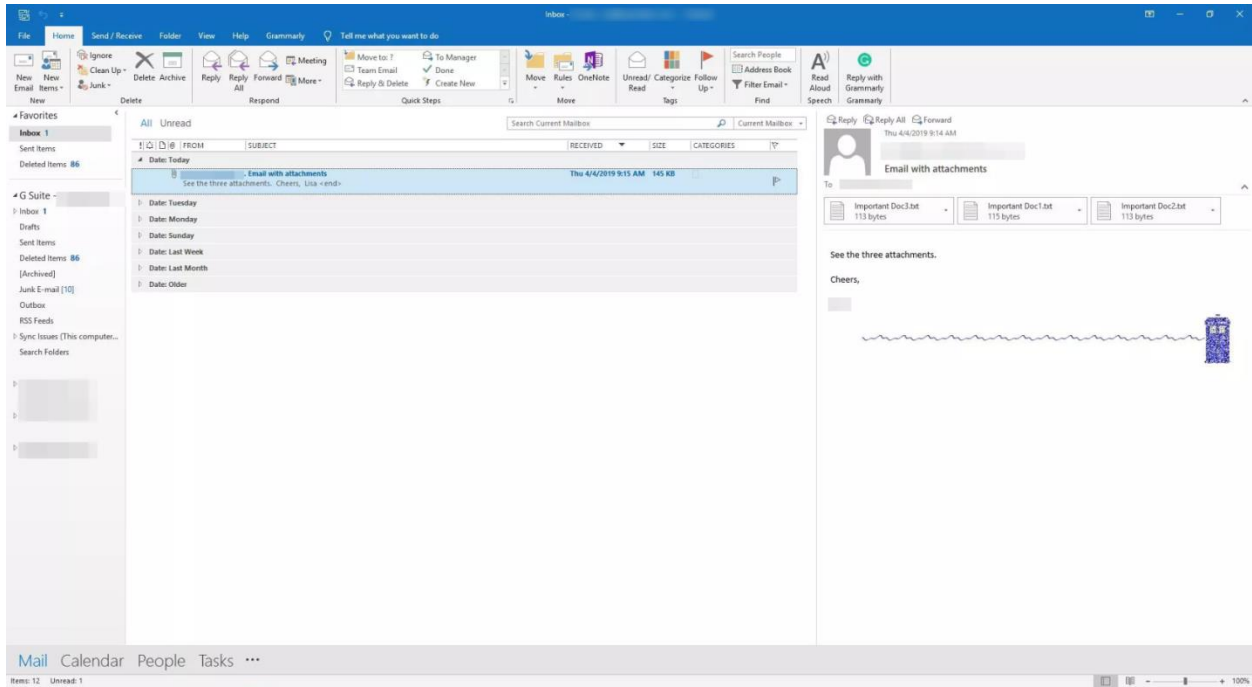 Inbox -
File Home Send / Receive Folder View Help Grammarly Tell me what you want to do
New Email
New Items
Ignore
Clean Up
Junk
Delete Archive
Reply Reply All Forward
Meeting
More
Move to: ? To Manager
Team Email Done
Reply & Delete Create New
Move Rules OneNote
Unread/ Read Categorize Follow Up
Search People
Address Book
Filter Email
Read Aloud
Reply with Grammarly
New Delete Respond Quick Steps Move Tags Find Speech Grammarly
Favorites
Inbox 1
Sent Items
Deleted Items 86
G Suite -
Inbox 1
Drafts
Sent Items
Deleted Items 86
[Archived]
Junk E-mail [10]
Outbox
RSS Feeds
Sync Issues (This computer...
Search Folders
All Unread
Search Current Mailbox Current Mailbox
FROM SUBJECT RECEIVED SIZE CATEGORIES
Date: Today
. Email with attachments Thu 4/4/2019 9:15 AM 145 KB
See the three attachments. Cheers, Lisa <end>
Date: Tuesday
Date: Monday
Date: Sunday
Date: Last Week
Date: Last Month
Date: Older
Reply Reply All Forward
Thu 4/4/2019 9:14 AM
Email with attachments
To
Important Doc3.txt
113 bytes
Important Doc1.txt
115 bytes
Important Doc2.txt
113 bytes
See the three attachments.
Cheers,
Mail Calendar People Tasks ...
Items: 12 Unread: 1
100%